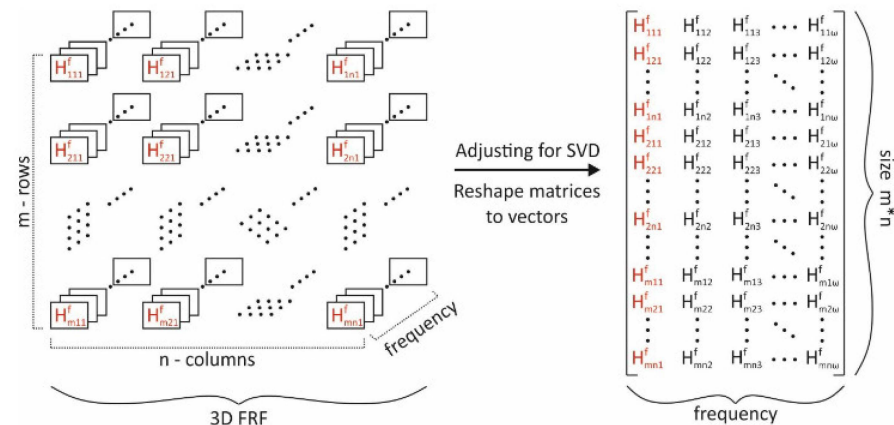 H^f_111 H^f_121 H^f_1n1
H^f_211 H^f_221 H^f_2n1
H^f_m11 H^f_m21 H^f_mn1
m - rows
n - columns
frequency
3D FRF
Adjusting for SVD
Reshape matrices
to vectors
H^f_111 H^f_112 H^f_113 ••• H^f_11ω
H^f_121 H^f_122 H^f_123 ••• H^f_12ω
H^f_1n1 H^f_1n2 H^f_1n3 ••• H^f_1nω
H^f_211 H^f_212 H^f_213 ••• H^f_21ω
H^f_221 H^f_222 H^f_223 ••• H^f_22ω
H^f_2n1 H^f_2n2 H^f_2n3 ••• H^f_2nω
H^f_m11 H^f_m12 H^f_m13 ••• H^f_m1ω
H^f_m21 H^f_m22 H^f_m23 ••• H^f_m2ω
H^f_mn1 H^f_mn2 H^f_mn3 ••• H^f_mnω
size m*n
frequency